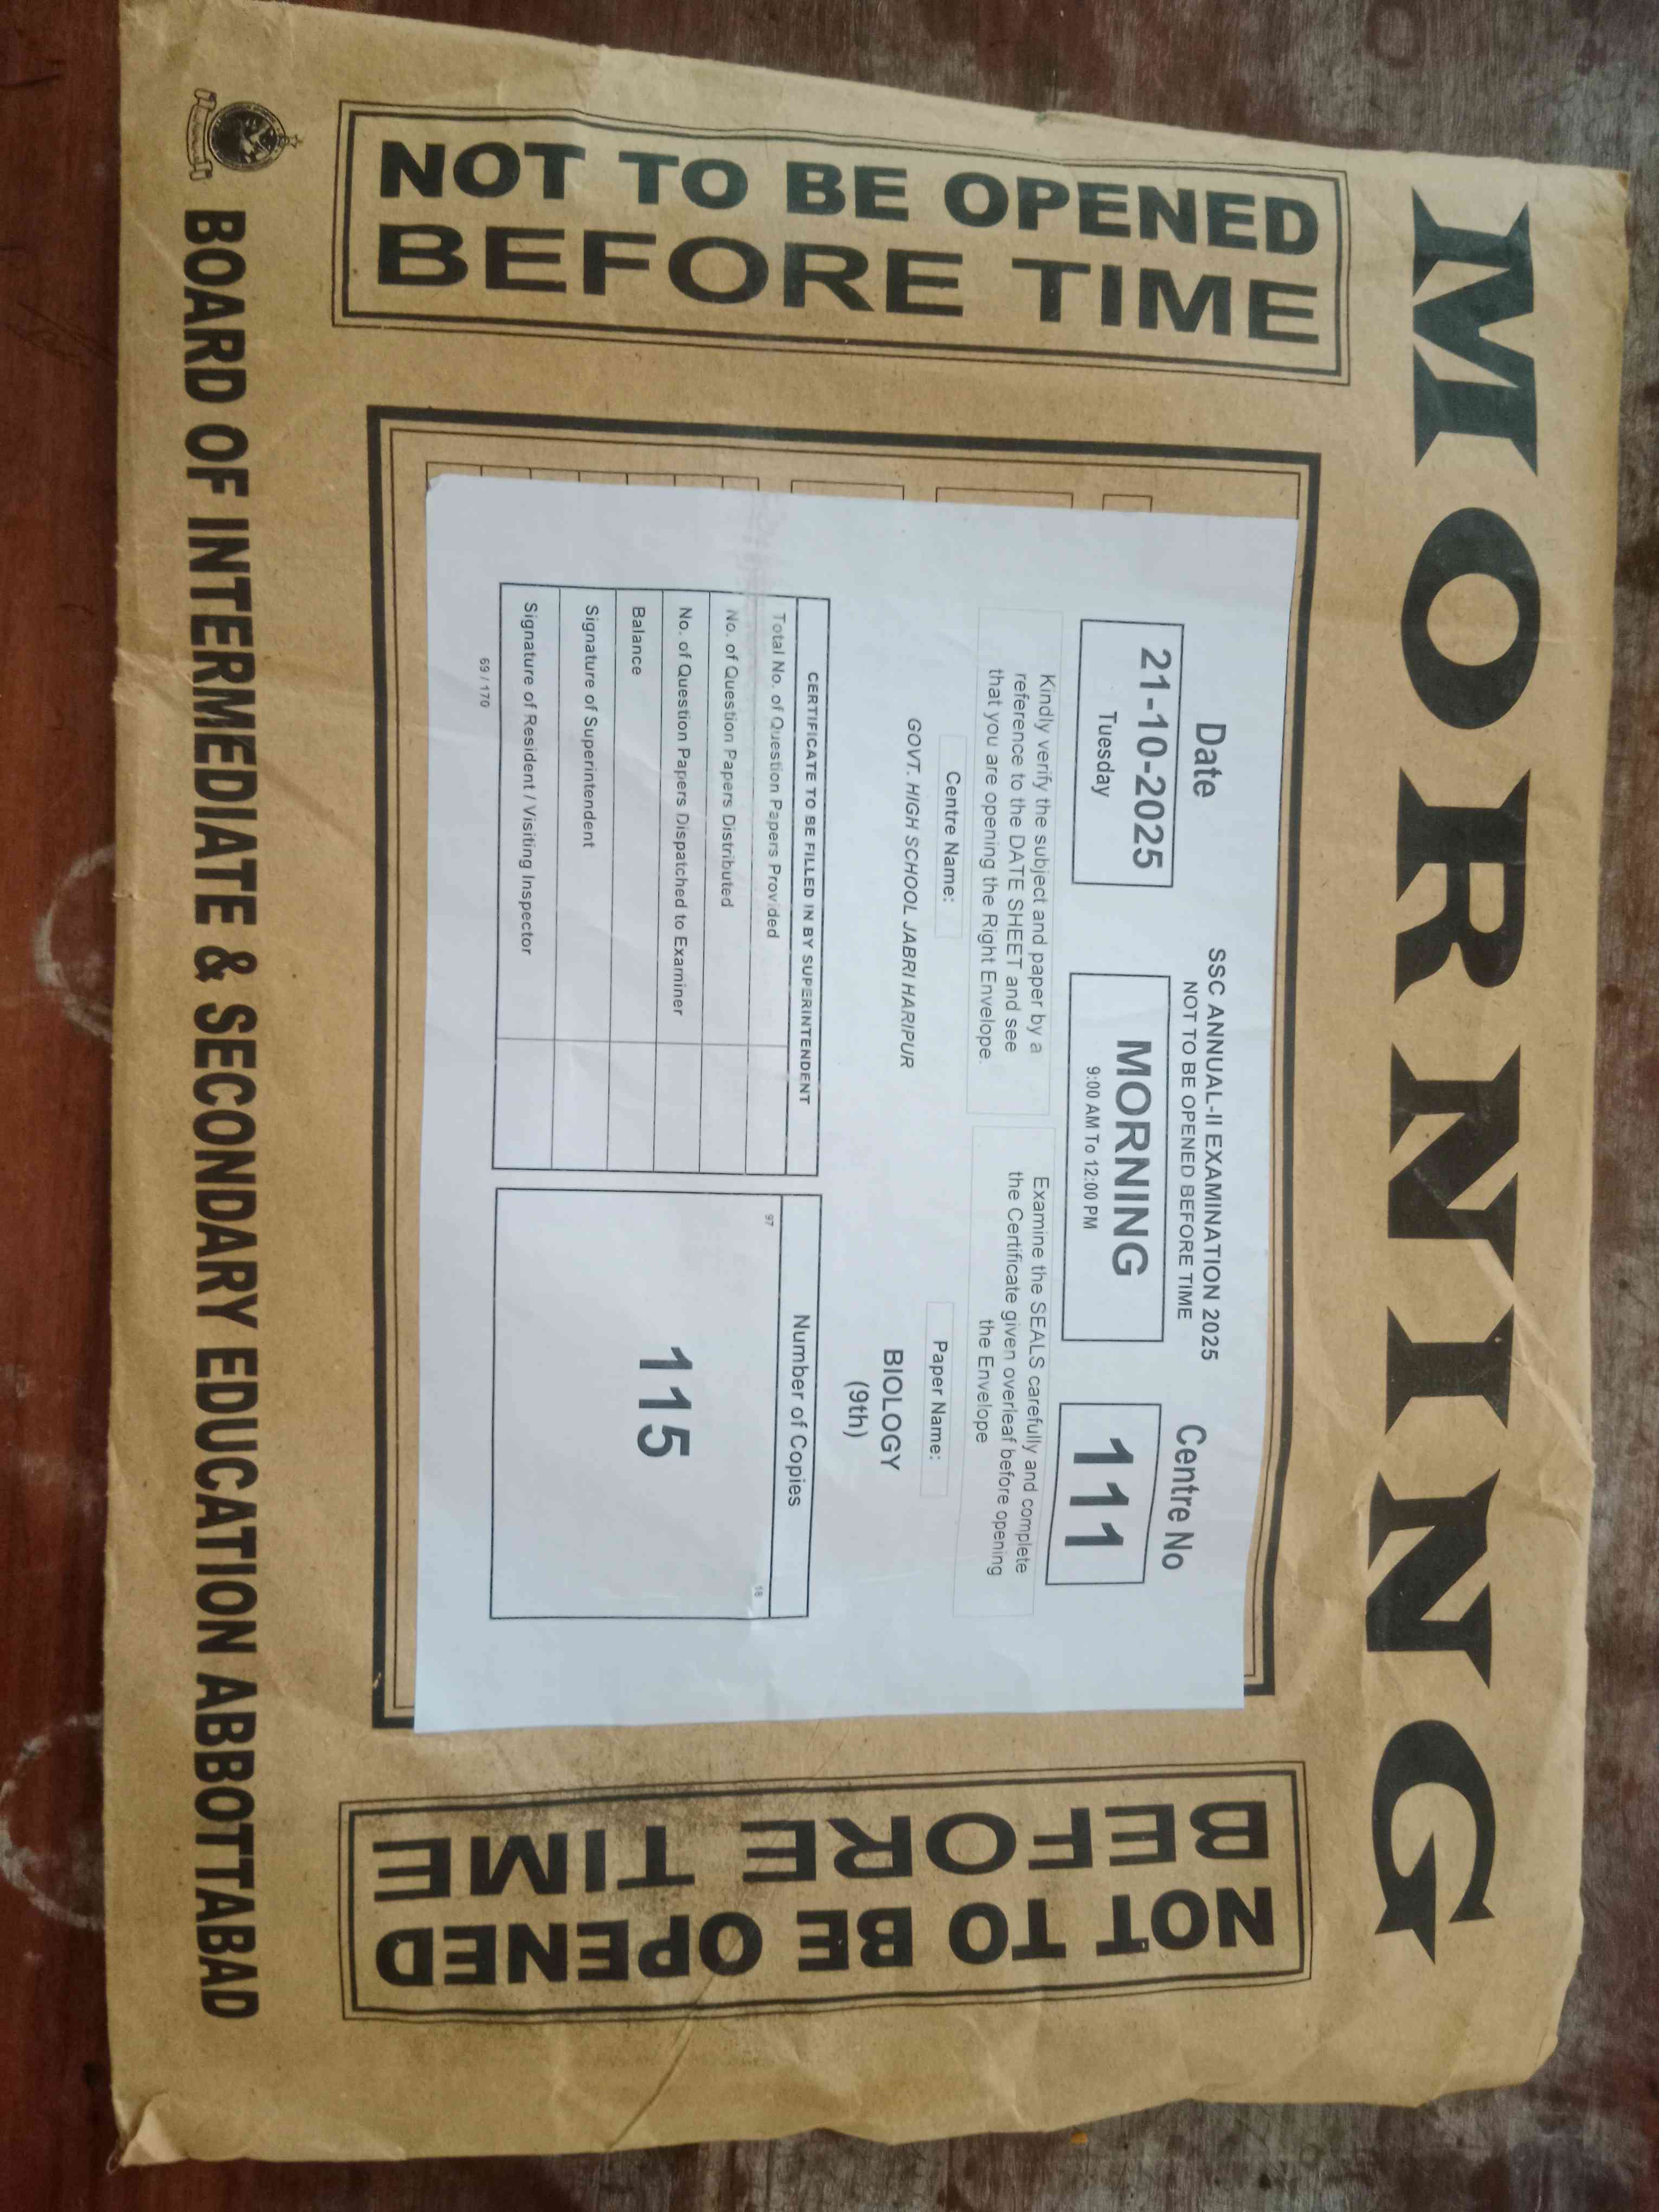 MORNING
NOT TO BE OPENED
BEFORE TIME
Date
21-10-2025
Tuesday
SSC ANNUAL-II EXAMINATION 2025
NOT TO BE OPENED BEFORE TIME
MORNING
9:00 AM To 12:00 PM
Centre No
111
Kindly verify the subject and paper by a
reference to the DATE SHEET and see
that you are opening the Right Envelope.
Examine the SEALS carefully and complete
the Certificate given overleaf before opening
the Envelope
Centre Name:
GOVT. HIGH SCHOOL JABRI HARIPUR
Paper Name:
BIOLOGY
(9th)
CERTIFICATE TO BE FILLED IN BY SUPERINTENDENT
Total No. of Question Papers Provided
No. of Question Papers Distributed
No. of Question Papers Dispatched to Examiner
Balance
Signature of Superintendent
Signature of Resident / Visiting Inspector
69 / 170
Number of Copies
97
18
115
NOT TO BE OPENED
BEFORE TIME
BOARD OF INTERMEDIATE & SECONDARY EDUCATION ABBOTTABAD